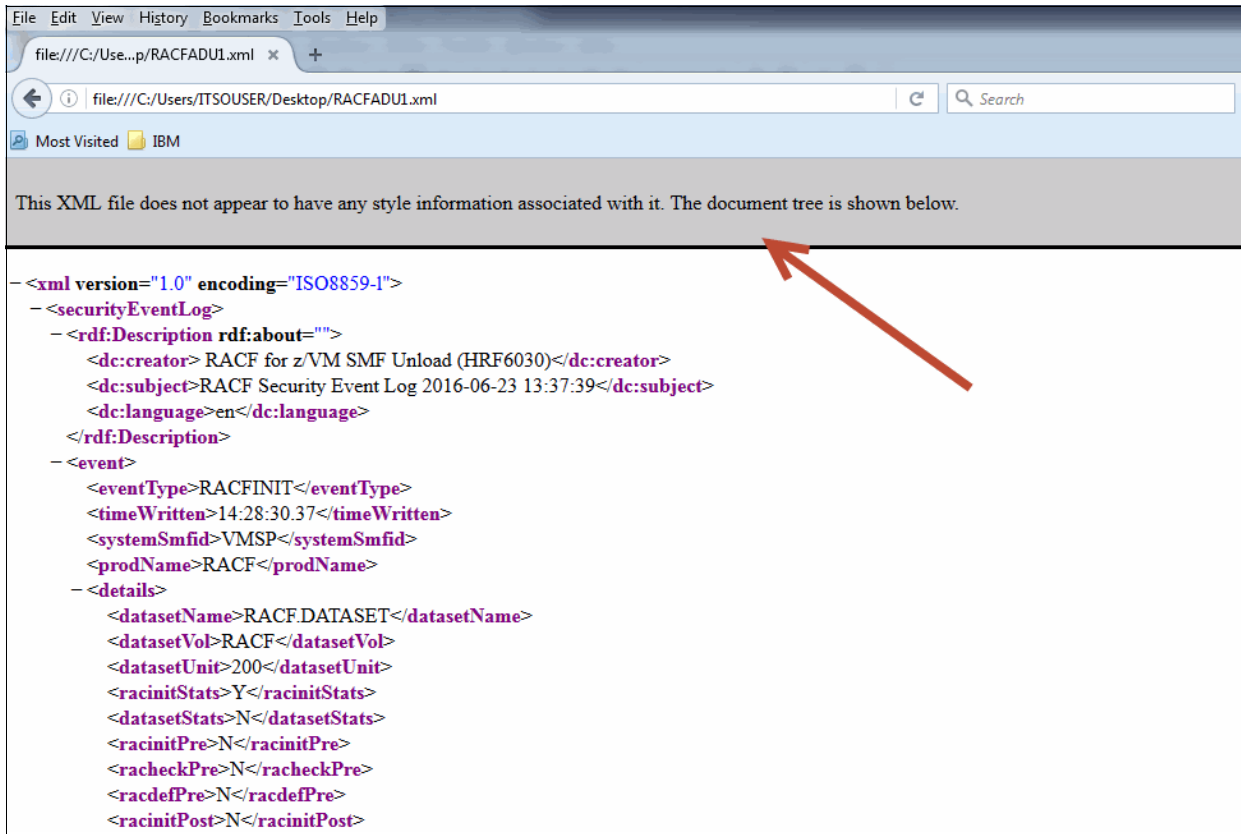 File Edit View History Bookmarks Tools Help
file:///C:/Use...p/RACFADU1.xml × +
file:///C:/Users/ITSOUSER/Desktop/RACFADU1.xml Search
Most Visited IBM
This XML file does not appear to have any style information associated with it. The document tree is shown below.
− <xml version="1.0" encoding="ISO8859-1">
− <securityEventLog>
− <rdf:Description rdf:about="">
<dc:creator> RACF for z/VM SMF Unload (HRF6030)</dc:creator>
<dc:subject>RACF Security Event Log 2016-06-23 13:37:39</dc:subject>
<dc:language>en</dc:language>
</rdf:Description>
− <event>
<eventType>RACFINIT</eventType>
<timeWritten>14:28:30.37</timeWritten>
<systemSmfid>VMSP</systemSmfid>
<prodName>RACF</prodName>
− <details>
<datasetName>RACF.DATASET</datasetName>
<datasetVol>RACF</datasetVol>
<datasetUnit>200</datasetUnit>
<racinitStats>Y</racinitStats>
<datasetStats>N</datasetStats>
<racinitPre>N</racinitPre>
<racheckPre>N</racheckPre>
<racdefPre>N</racdefPre>
<racinitPost>N</racinitPost>